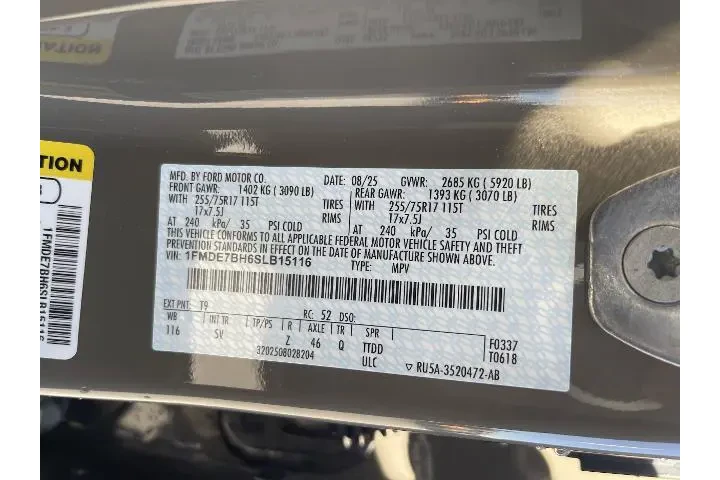 TION
1FMDE7BH6SLB15116
MFD. BY FORD MOTOR CO.
DATE: 08/25 GVWR: 2685 KG ( 5920 LB)
FRONT GAWR: 1402 KG ( 3090 LB) REAR GAWR: 1393 KG ( 3070 LB)
WITH 255/75R17 115T TIRES WITH 255/75R17 115T TIRES
17x7.5J RIMS 17x7.5J RIMS
AT 240 kPa/ 35 PSI COLD AT 240 kPa/ 35 PSI COLD
THIS VEHICLE CONFORMS TO ALL APPLICABLE FEDERAL MOTOR VEHICLE SAFETY AND THEFT
PREVENTION STANDARDS IN EFFECT ON THE DATE OF MANUFACTURE SHOWN ABOVE.
VIN: 1FMDE7BH6SLB15116
TYPE: MPV
EXT PNT: T9 RC: 52 DSO:
WB INT TR TP/PS R AXLE TR SPR F0337
116 SV Z 46 Q TTDD T0618
3202508028204 ULC RU5A-3520472-AB